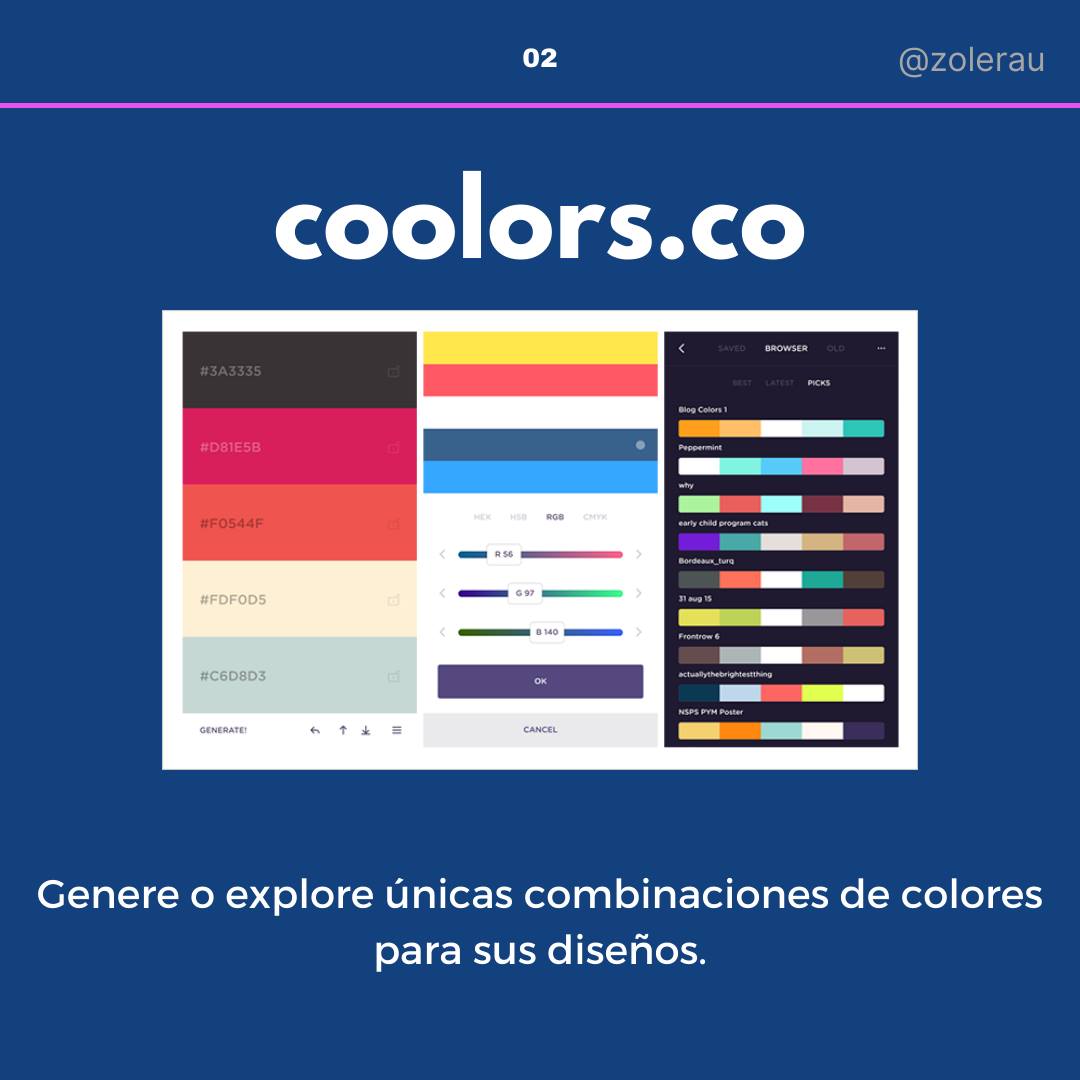 02
@zolerau
coolors.co
#3A3335
#D81E5B
#F0544F
#FDF0D5
#C6D8D3
GENERATE!
HEX HSB RGB CMYK
R 56
G 97
B 140
OK
CANCEL
SAVED BROWSER OLD
BEST LATEST PICKS
Blog Colors 1
Peppermint
why
early child program cats
Bordeaux_turq
31 aug 15
Frontrow 6
actuallythebrightestthing
NSPS PYM Poster
Genere o explore únicas combinaciones de colores
para sus diseños.